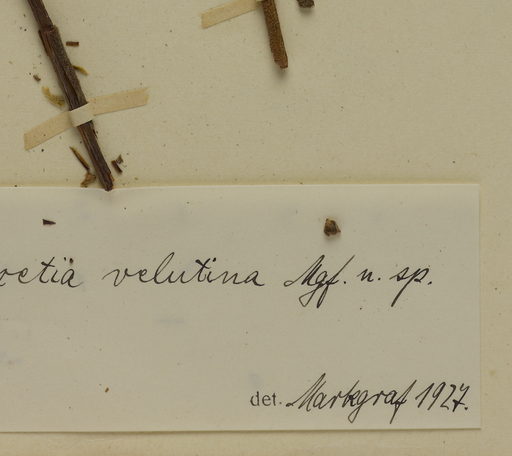 velutina Mgf. n. sp.
det. Markgraf 1927.